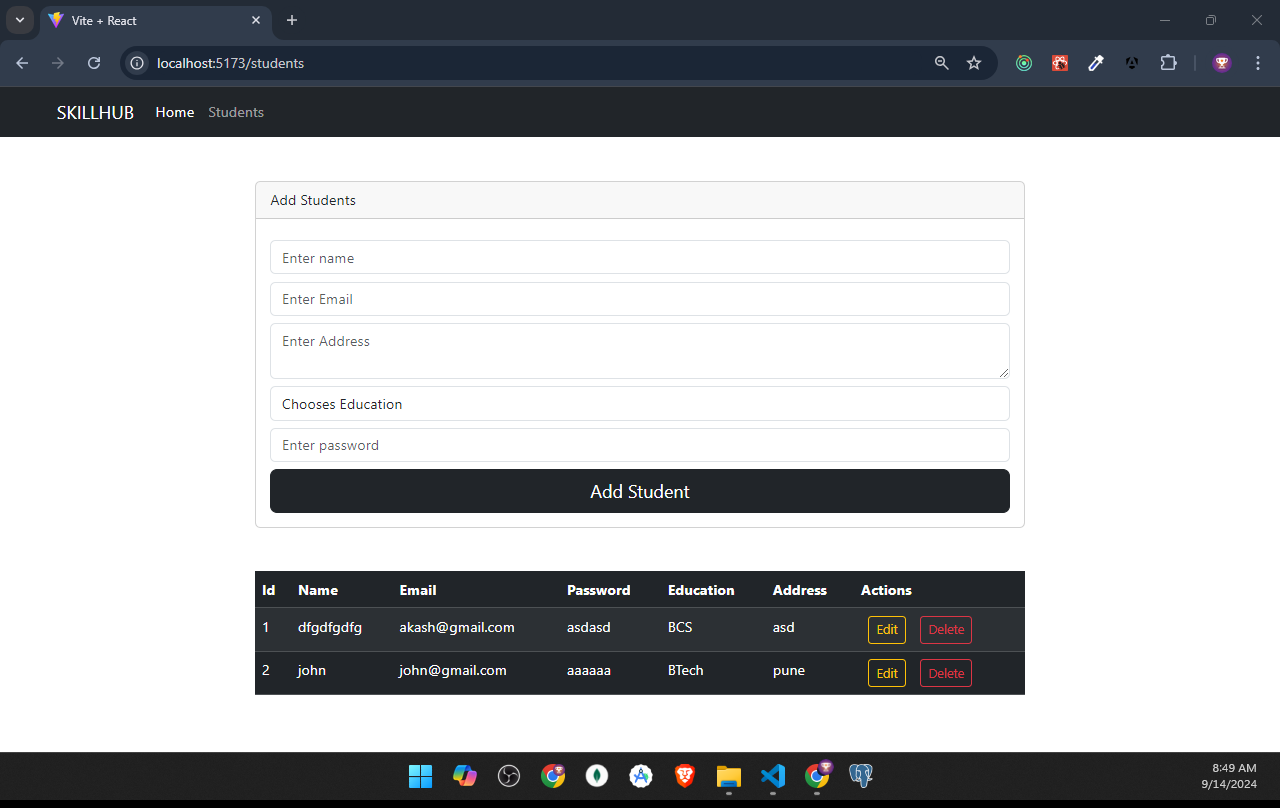 Vite + React
localhost:5173/students
SKILLHUB Home Students
Add Students
Enter name
Enter Email
Enter Address
Chooses Education
Enter password
Add Student
Id Name Email Password Education Address Actions
1 dfgdfgdfg akash@gmail.com asdasd BCS asd Edit Delete
2 john john@gmail.com aaaaaa BTech pune Edit Delete
8:49 AM
9/14/2024